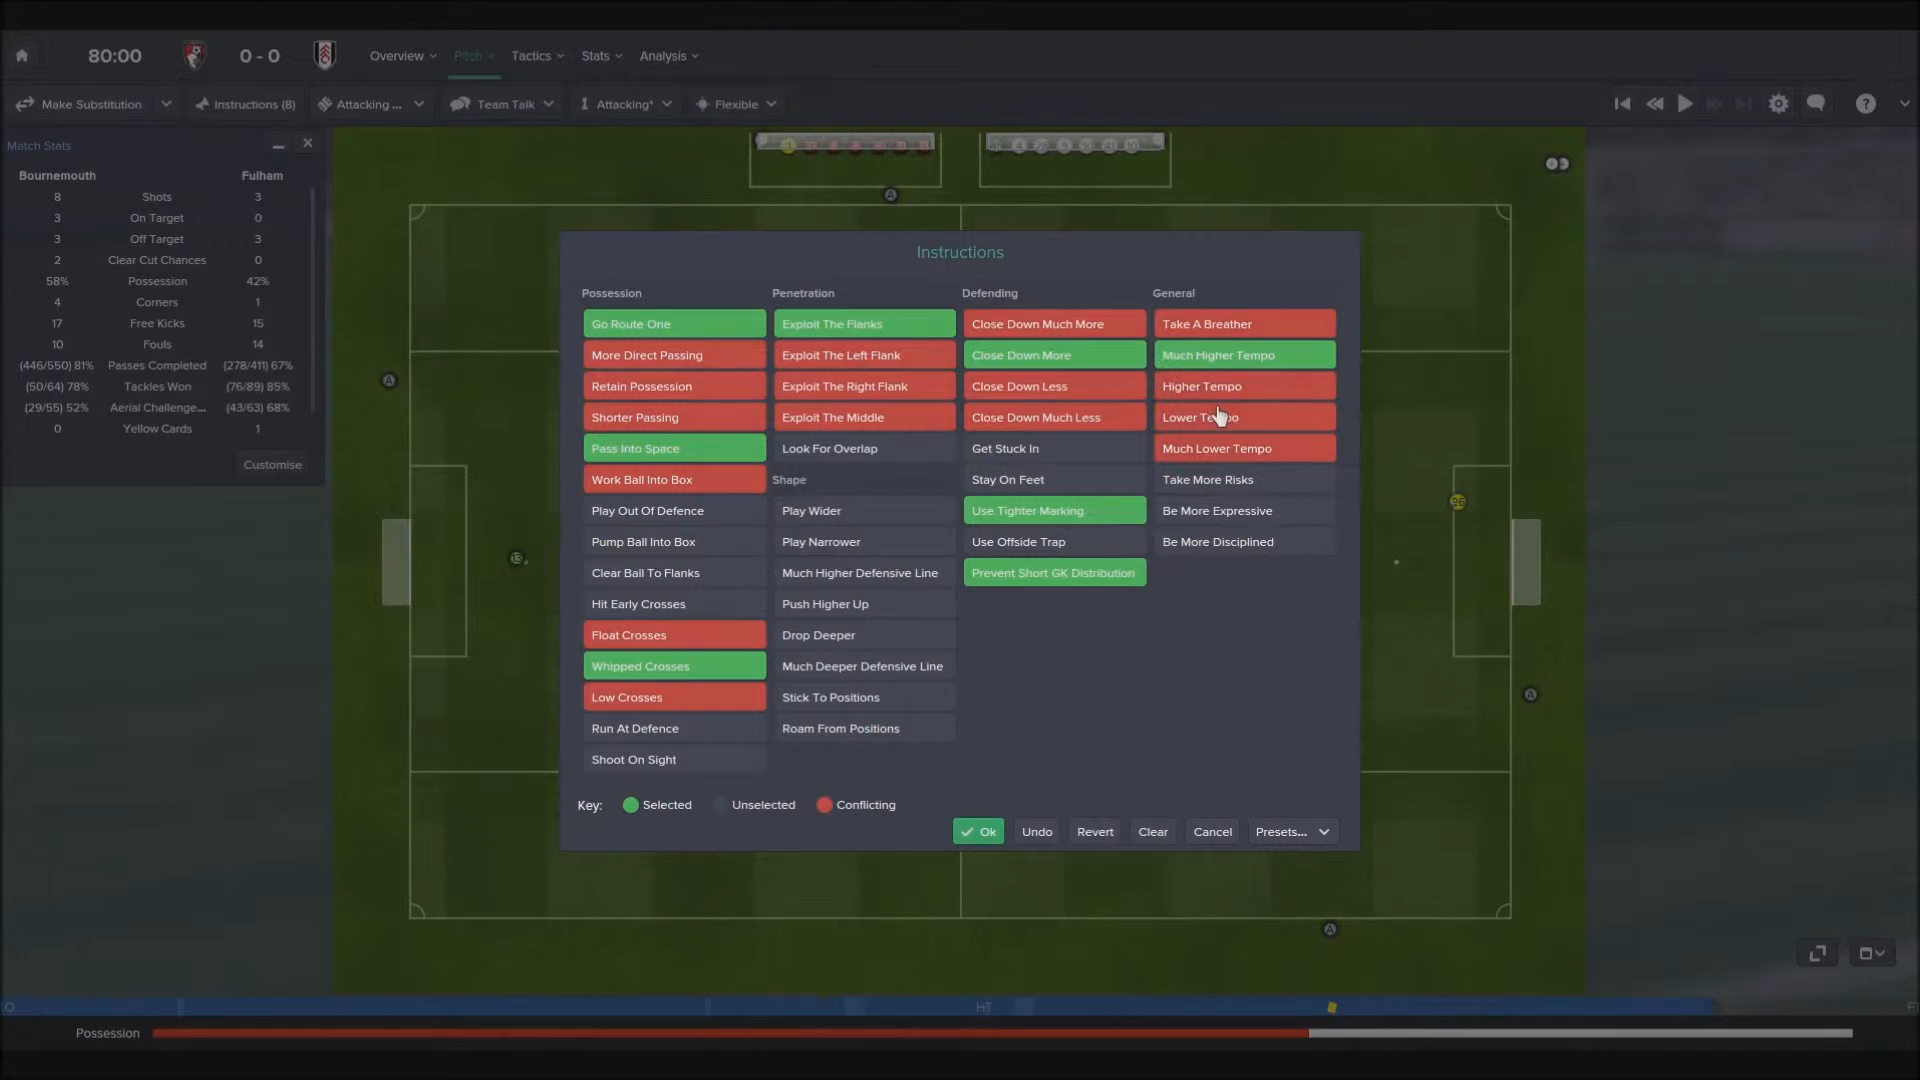 80:00 0 - 0 Overview Pitch Tactics Stats Analysis
Make Substitution Instructions (8) Attacking ... Team Talk Attacking* Flexible ?
Match Stats
Bournemouth Fulham
8 Shots 3
3 On Target 0
3 Off Target 3
2 Clear Cut Chances 0
58% Possession 42%
4 Corners 1
17 Free Kicks 15
10 Fouls 14
(446/550) 81% Passes Completed (278/411) 67%
(50/64) 78% Tackles Won (76/89) 85%
(29/55) 52% Aerial Challenge... (43/63) 68%
0 Yellow Cards 1
Customise
A
A
A
A
13
36
Instructions
Possession
Go Route One
More Direct Passing
Retain Possession
Shorter Passing
Pass Into Space
Work Ball Into Box
Play Out Of Defence
Pump Ball Into Box
Clear Ball To Flanks
Hit Early Crosses
Float Crosses
Whipped Crosses
Low Crosses
Run At Defence
Shoot On Sight
Penetration
Exploit The Flanks
Exploit The Left Flank
Exploit The Right Flank
Exploit The Middle
Look For Overlap
Shape
Play Wider
Play Narrower
Much Higher Defensive Line
Push Higher Up
Drop Deeper
Much Deeper Defensive Line
Stick To Positions
Roam From Positions
Defending
Close Down Much More
Close Down More
Close Down Less
Close Down Much Less
Get Stuck In
Stay On Feet
Use Tighter Marking
Use Offside Trap
Prevent Short GK Distribution
General
Take A Breather
Much Higher Tempo
Higher Tempo
Lower Tempo
Much Lower Tempo
Take More Risks
Be More Expressive
Be More Disciplined
Key: Selected Unselected Conflicting
Ok Undo Revert Clear Cancel Presets...
HT
Possession